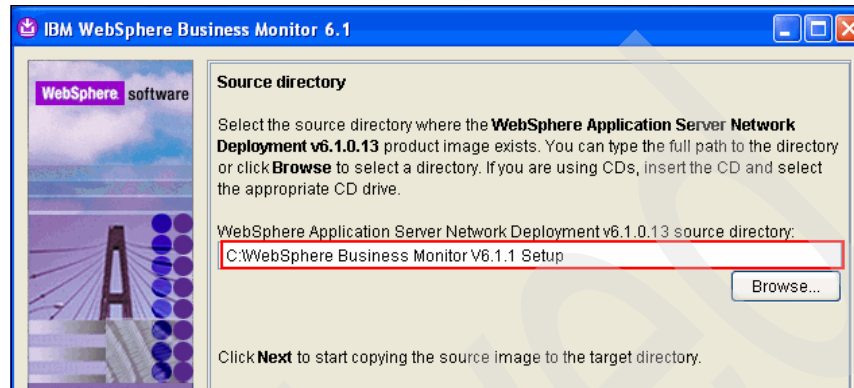 IBM WebSphere Business Monitor 6.1
WebSphere. software
Source directory
Select the source directory where the WebSphere Application Server Network
Deployment v6.1.0.13 product image exists. You can type the full path to the directory
or click Browse to select a directory. If you are using CDs, insert the CD and select
the appropriate CD drive.
WebSphere Application Server Network Deployment v6.1.0.13 source directory:
C:\WebSphere Business Monitor V6.1.1 Setup
Browse...
Click Next to start copying the source image to the target directory.